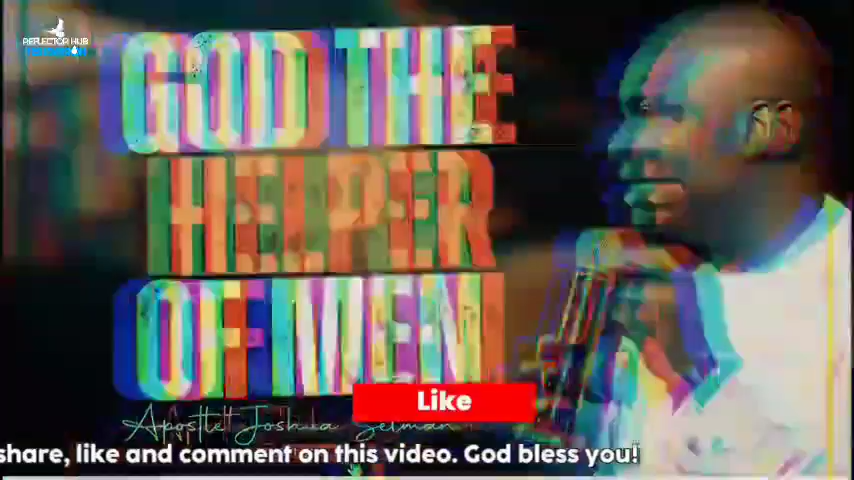 REFLECTOR HUB
GOD THE
HELPER
OF MEN
Like
Joshua Selman
share, like and comment on this video. God bless you!